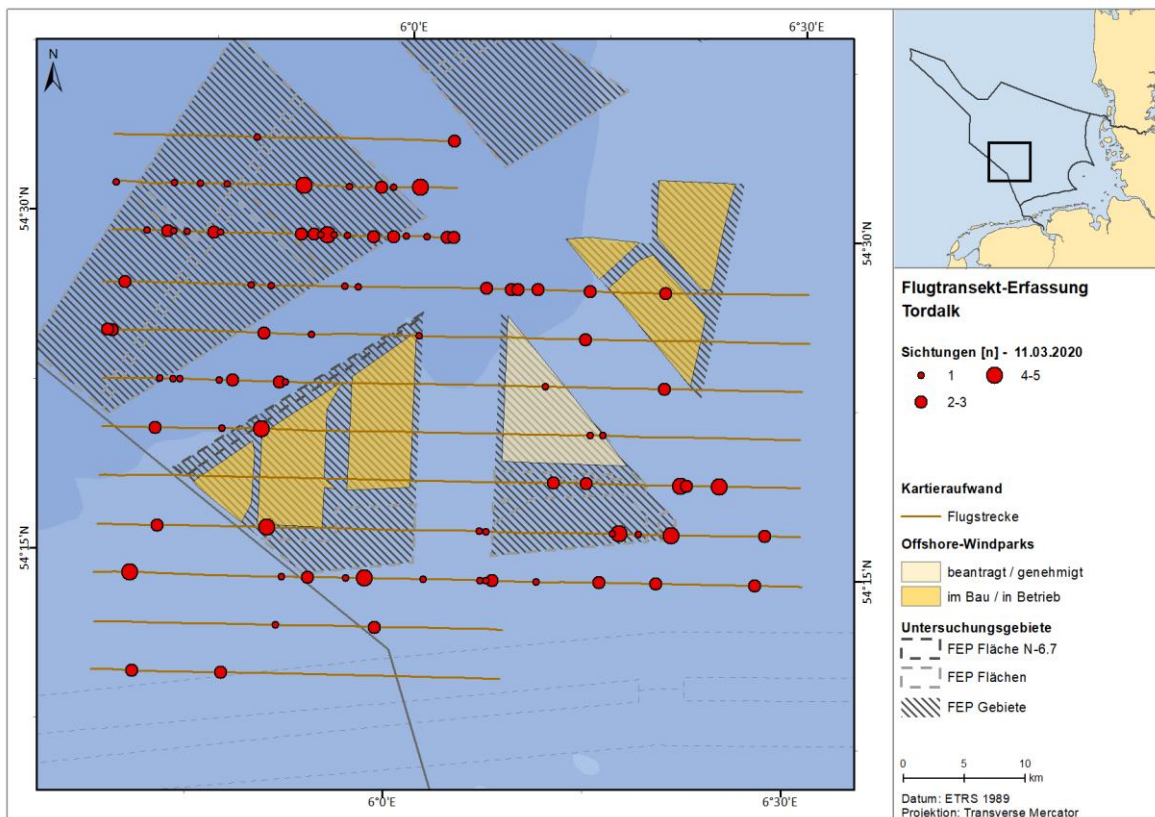 6°0'E
6°30'E
N
54°30'N
54°30'N
54°15'N
54°15'N
6°0'E
6°30'E
Flugtransekt-Erfassung
Tordalk
Sichtungen [n] - 11.03.2020
1
4-5
2-3
Kartieraufwand
Flugstrecke
Offshore-Windparks
beantragt / genehmigt
im Bau / in Betrieb
Untersuchungsgebiete
FEP Fläche N-6.7
FEP Flächen
FEP Gebiete
0 5 10
km
Datum: ETRS 1989
Projektion: Transverse Mercator